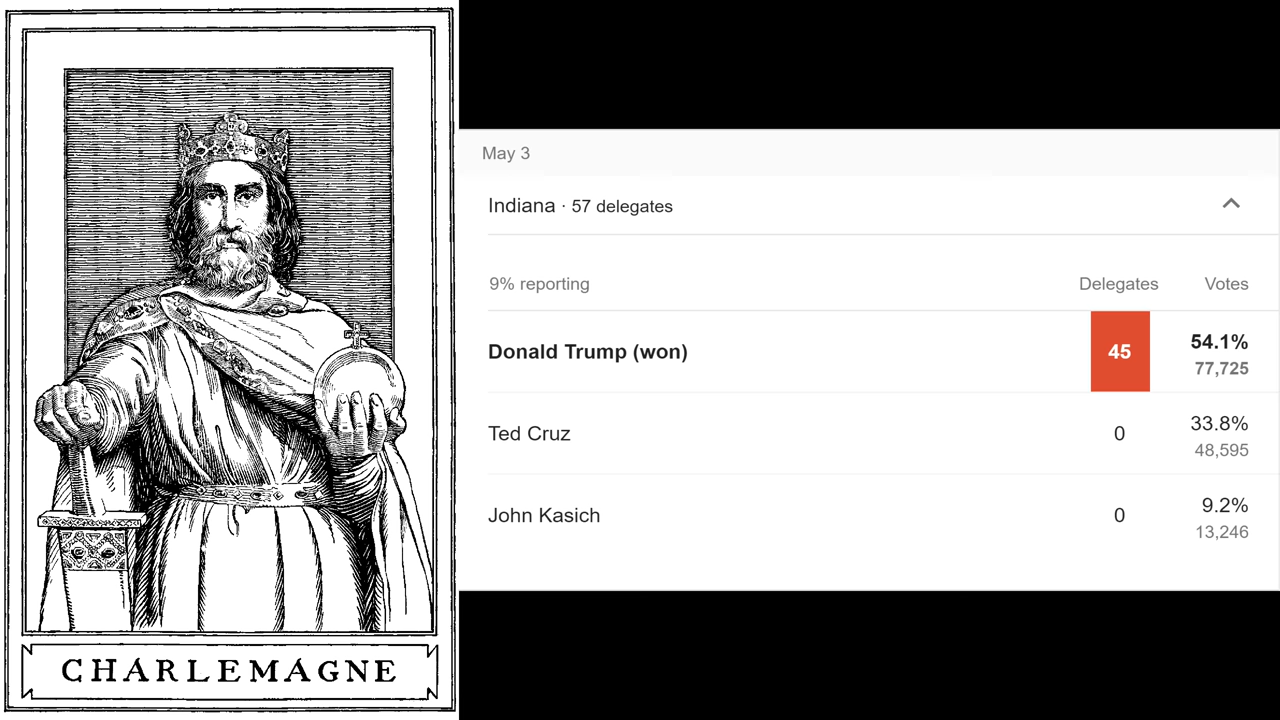 CHARLEMAGNE
May 3
Indiana · 57 delegates
9% reporting Delegates Votes
Donald Trump (won) 45 54.1%
77,725
Ted Cruz 0 33.8%
48,595
John Kasich 0 9.2%
13,246